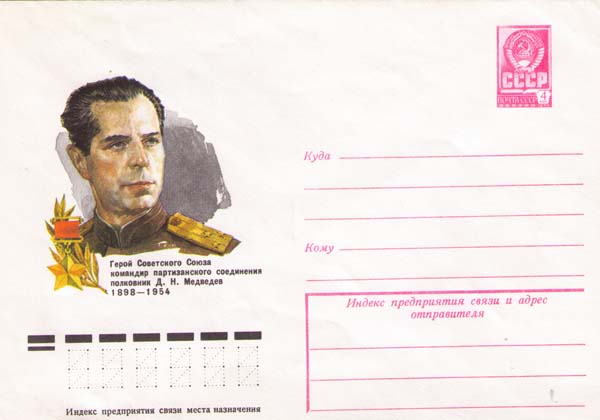 СССР
ПОЧТА СССР 4
Куда
Кому
Герой Советского Союза
командир партизанского соединения
полковник Д. Н. Медведев
1898—1954
Индекс предприятия связи и адрес
отправителя
Индекс предприятия связи места назначения